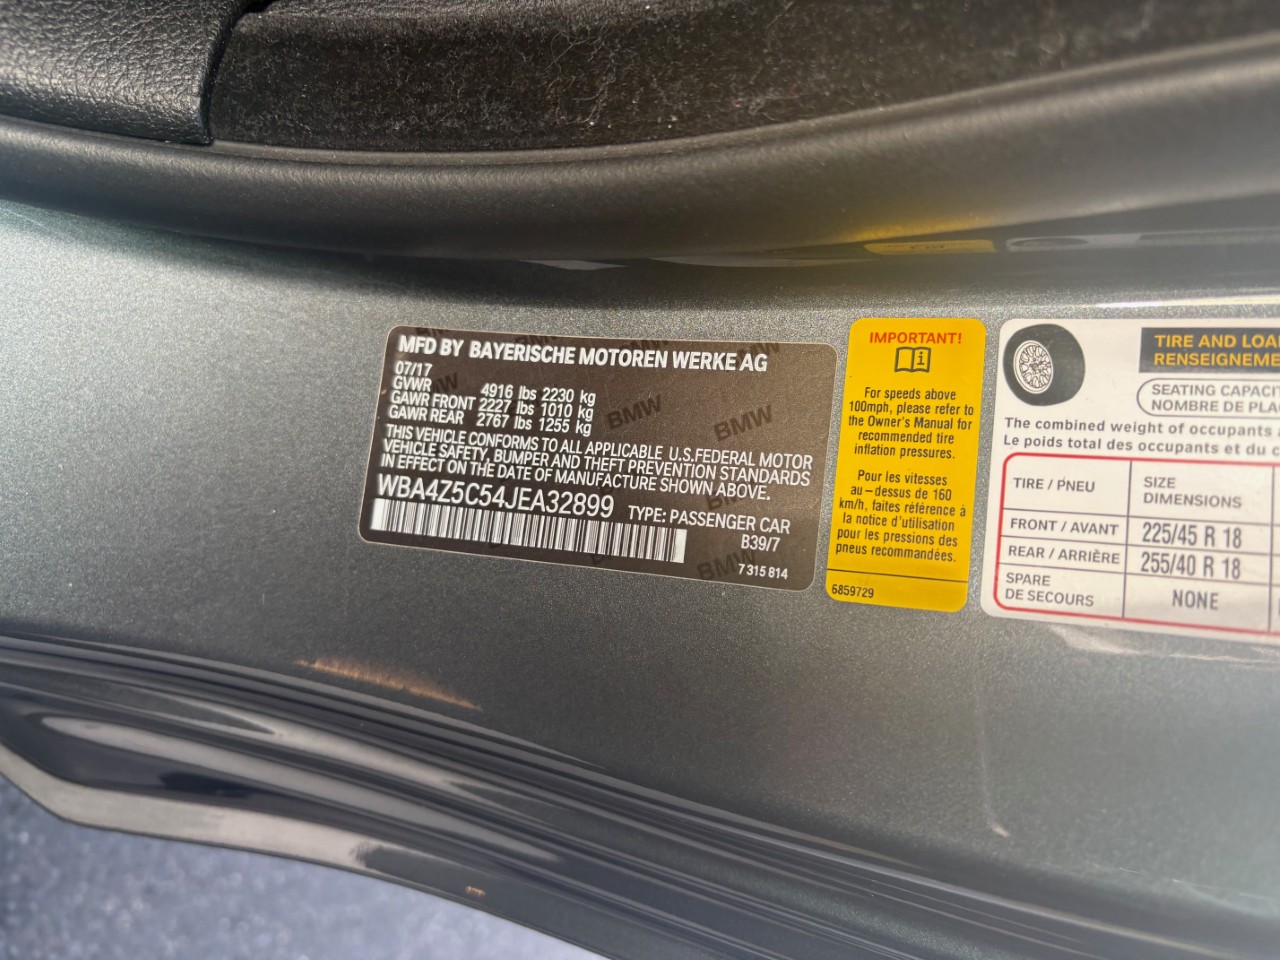 MFD BY BAYERISCHE MOTOREN WERKE AG
07/17
GVWR 4916 lbs 2230 kg
GAWR FRONT 2227 lbs 1010 kg
GAWR REAR 2767 lbs 1255 kg
THIS VEHICLE CONFORMS TO ALL APPLICABLE U.S.FEDERAL MOTOR
VEHICLE SAFETY, BUMPER AND THEFT PREVENTION STANDARDS
IN EFFECT ON THE DATE OF MANUFACTURE SHOWN ABOVE.
WBA4Z5C54JEA32899 TYPE: PASSENGER CAR
B39/7
7 315 814
BMW
BMW
BMW
IMPORTANT!
For speeds above
100mph, please refer to
the Owner's Manual for
recommended tire
inflation pressures.
Pour les vitesses
au-dessus de 160
km/h, faites référence à
la notice d'utilisation
pour les pressions des
pneus recommandées.
6859729
TIRE AND LOA
RENSEIGNEME
SEATING CAPACIT
NOMBRE DE PLA
The combined weight of occupants
Le poids total des occupants et du c
TIRE / PNEU SIZE
DIMENSIONS
FRONT / AVANT 225/45 R 18
REAR / ARRIÈRE 255/40 R 18
SPARE
DE SECOURS NONE